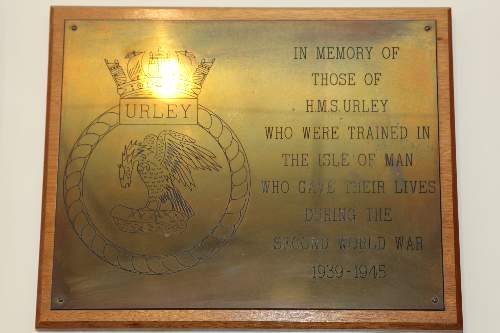 URLEY
IN MEMORY OF
THOSE OF
H.M.S. URLEY
WHO WERE TRAINED IN
THE ISLE OF MAN
WHO GAVE THEIR LIVES
DURING THE
SECOND WORLD WAR
1939-1945